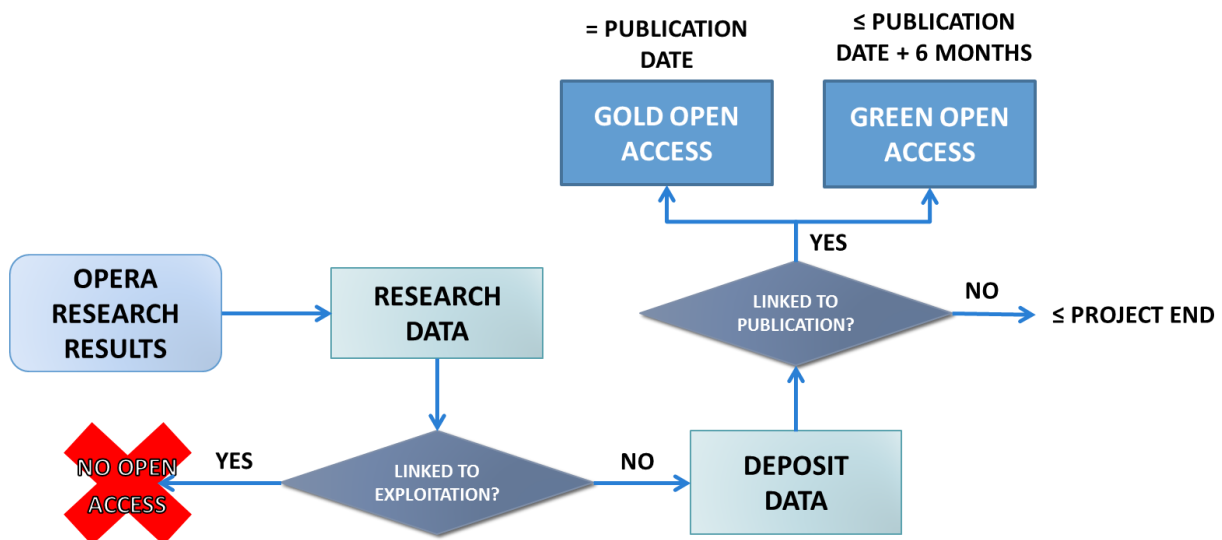 = PUBLICATION
DATE
≤ PUBLICATION
DATE + 6 MONTHS
GOLD OPEN
ACCESS
GREEN OPEN
ACCESS
YES
OPERA
RESEARCH
RESULTS
RESEARCH
DATA
LINKED TO
PUBLICATION?
NO
≤ PROJECT END
NO OPEN
ACCESS
YES
LINKED TO
EXPLOITATION?
NO
DEPOSIT
DATA